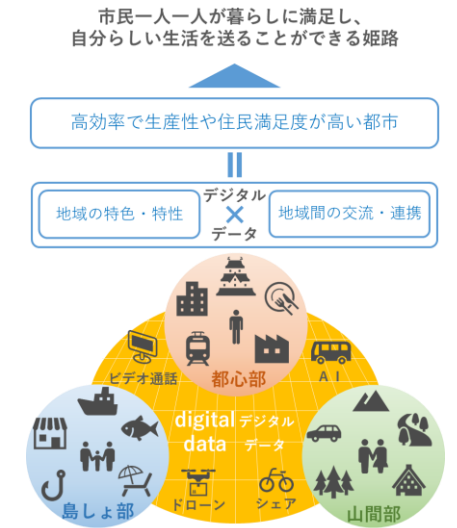 市民一人一人が暮らしに満足し、
自分らしい生活を送ることができる姫路
高効率で生産性や住民満足度が高い都市
地域の特色・特性
デジタル
×
データ
地域間の交流・連携
ビデオ通話
都心部
AI
digital デジタル
data データ
島しょ部
ドローン
シェア
山間部